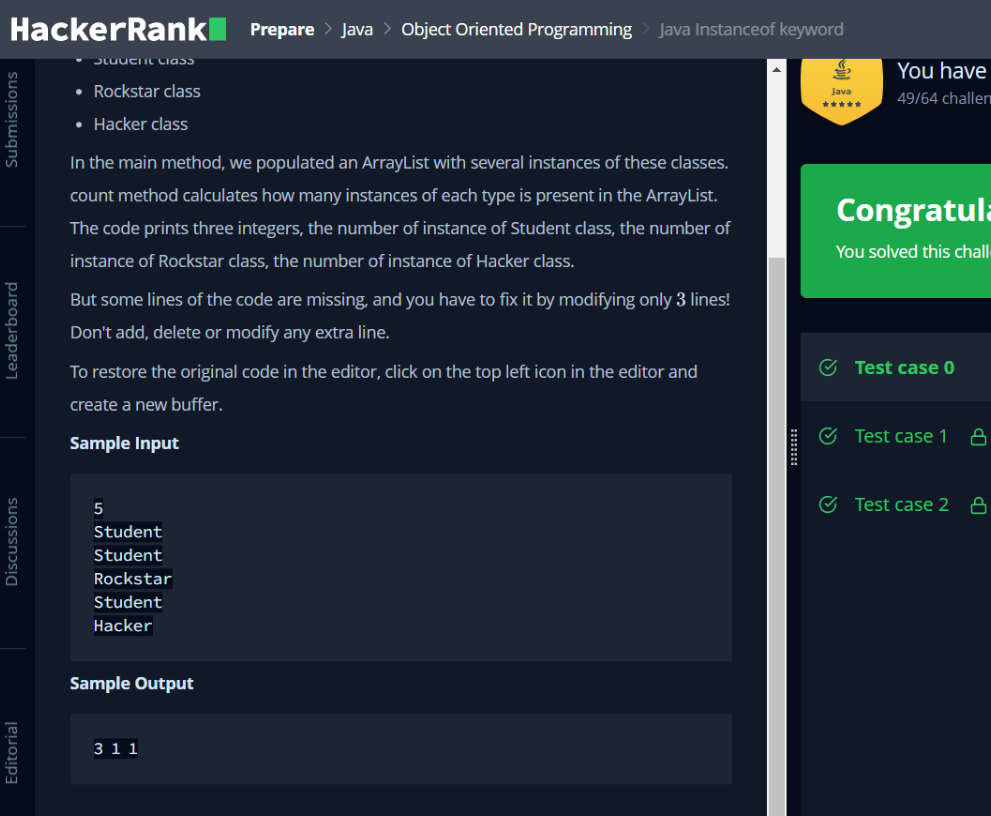 HackerRank
Prepare > Java > Object Oriented Programming > Java Instanceof keyword
Submissions
Leaderboard
Discussions
Editorial
• Student class
• Rockstar class
• Hacker class
In the main method, we populated an ArrayList with several instances of these classes.
count method calculates how many instances of each type is present in the ArrayList.
The code prints three integers, the number of instance of Student class, the number of
instance of Rockstar class, the number of instance of Hacker class.
But some lines of the code are missing, and you have to fix it by modifying only 3 lines!
Don't add, delete or modify any extra line.
To restore the original code in the editor, click on the top left icon in the editor and
create a new buffer.
Sample Input
5
Student
Student
Rockstar
Student
Hacker
Sample Output
3 1 1
Java
You have
49/64 challen
Congratula
You solved this chall
Test case 0
Test case 1
Test case 2